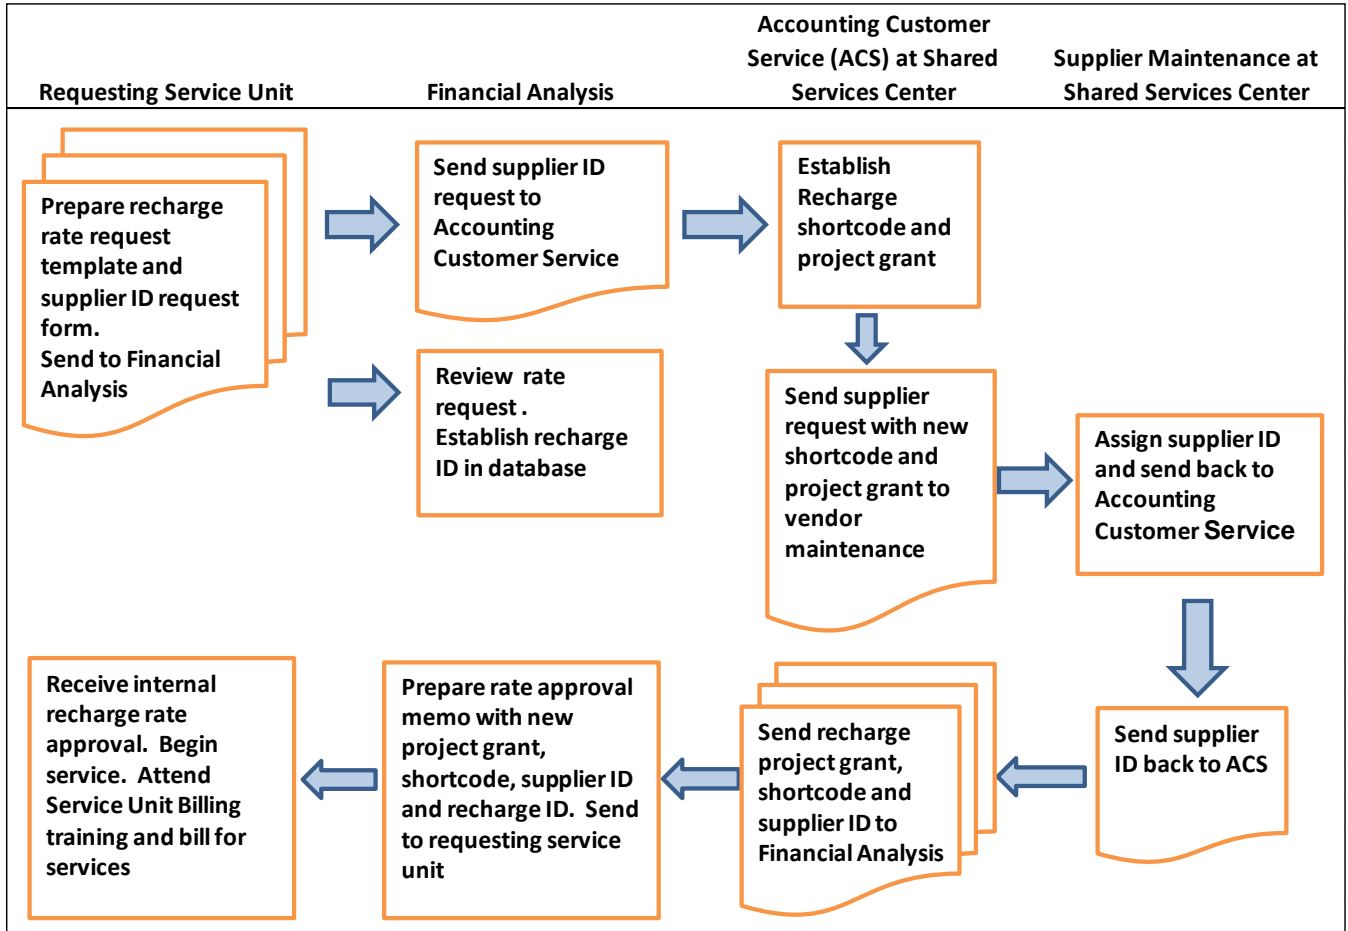 Requesting Service Unit
Financial Analysis
Accounting Customer
Service (ACS) at Shared
Services Center
Supplier Maintenance at
Shared Services Center
Prepare recharge
rate request
template and
supplier ID request
form.
Send to Financial
Analysis
Send supplier ID
request to
Accounting
Customer Service
Establish
Recharge
shortcode and
project grant
Review rate
request .
Establish recharge
ID in database
Send supplier
request with new
shortcode and
project grant to
vendor
maintenance
Assign supplier ID
and send back to
Accounting
Customer Service
Receive internal
recharge rate
approval. Begin
service. Attend
Service Unit Billing
training and bill for
services
Prepare rate approval
memo with new
project grant,
shortcode, supplier ID
and recharge ID. Send
to requesting service
unit
Send recharge
project grant,
shortcode and
supplier ID to
Financial Analysis
Send supplier
ID back to ACS